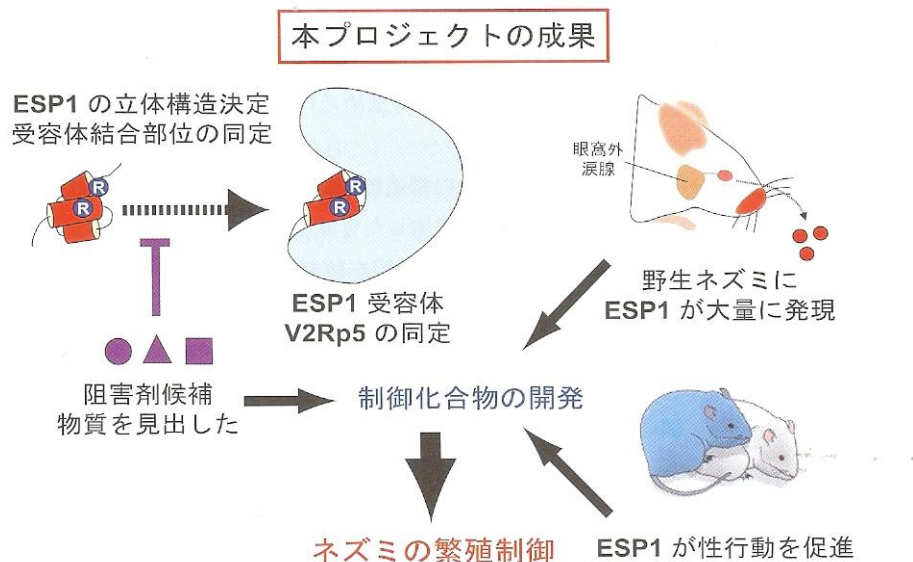 本プロジェクトの成果
ESP1 の立体構造決定
受容体結合部位の同定
R
R
R
R
ESP1 受容体
V2Rp5 の同定
眼窩外
涙腺
野生ネズミに
ESP1 が大量に発現
阻害剤候補
物質を見出した
制御化合物の開発
ネズミの繁殖制御
ESP1 が性行動を促進